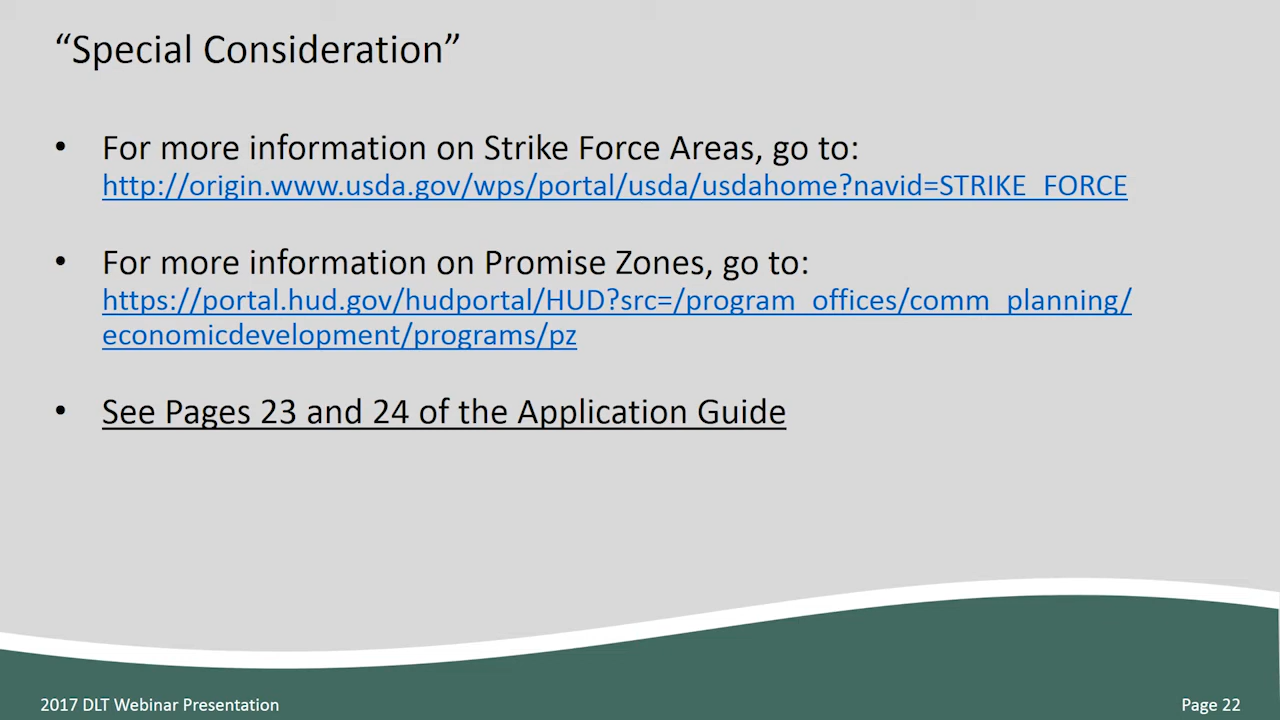 “Special Consideration”
• For more information on Strike Force Areas, go to:
http://origin.www.usda.gov/wps/portal/usda/usdahome?navid=STRIKE_FORCE
• For more information on Promise Zones, go to:
https://portal.hud.gov/hudportal/HUD?src=/program_offices/comm_planning/
economicdevelopment/programs/pz
• See Pages 23 and 24 of the Application Guide
2017 DLT Webinar Presentation
Page 22